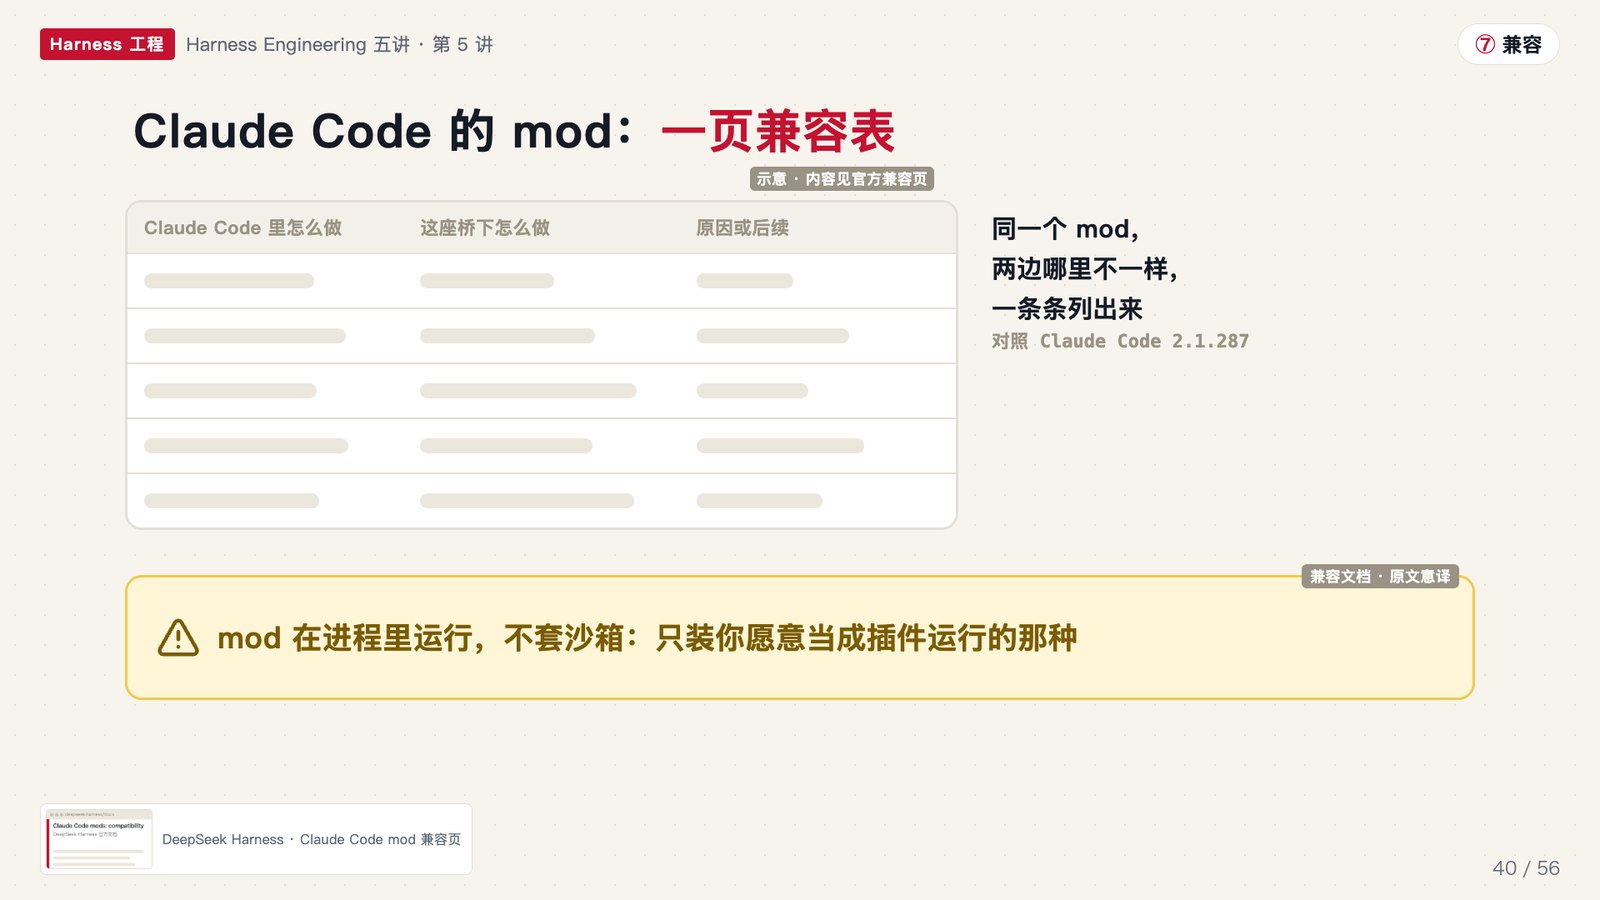 Harness 工程
Harness Engineering 五讲 · 第 5 讲
⑦ 兼容
Claude Code 的 mod：一页兼容表
示意 · 内容见官方兼容页
Claude Code 里怎么做
这座桥下怎么做
原因或后续
同一个 mod，
两边哪里不一样，
一条条列出来
对照 Claude Code 2.1.287
兼容文档 · 原文意译
mod 在进程里运行，不套沙箱：只装你愿意当成插件运行的那种
Claude Code mods: compatibility
DeepSeek Harness 官方文档
DeepSeek Harness · Claude Code mod 兼容页
40 / 56